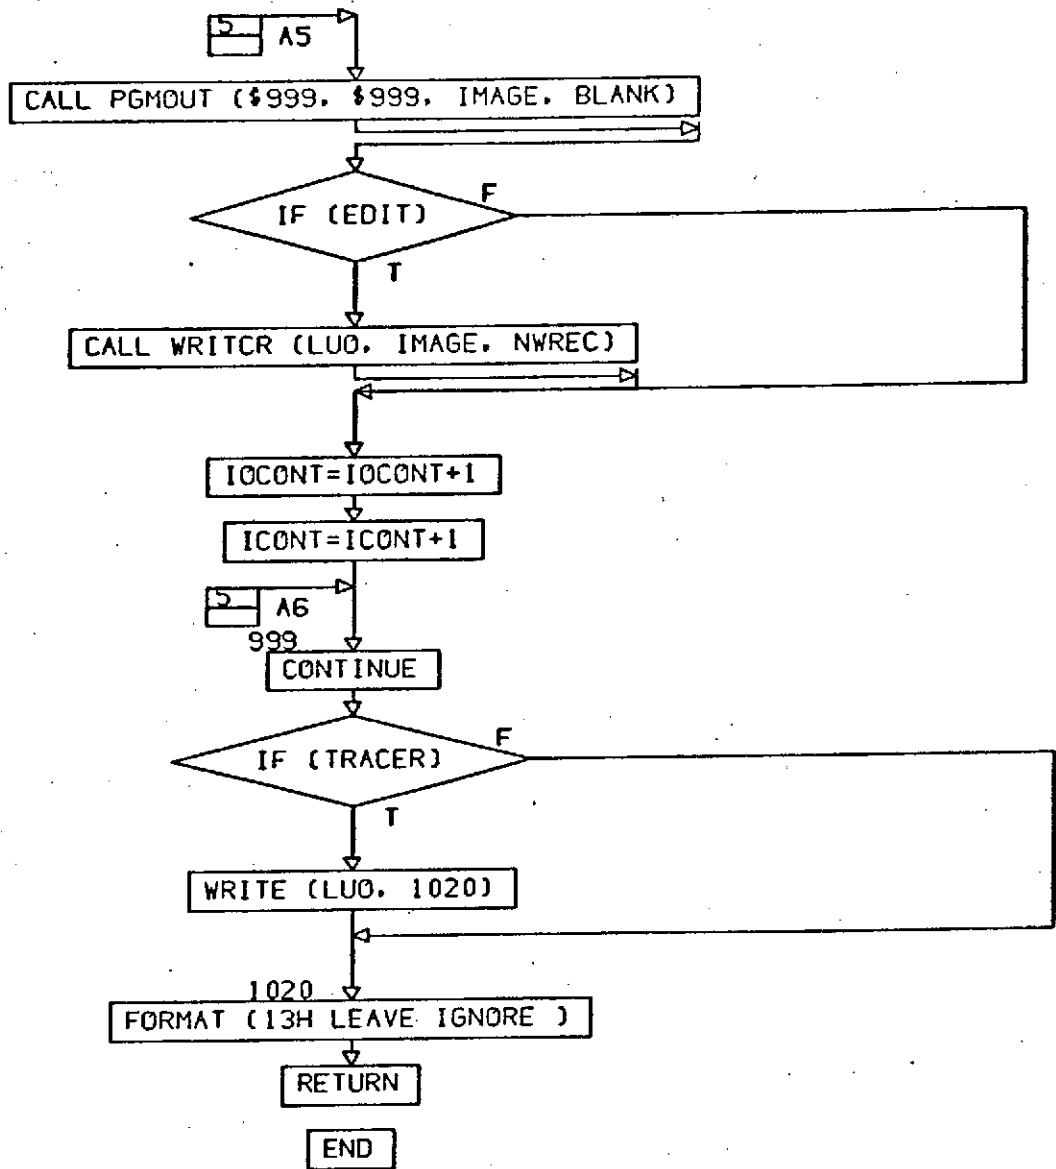 5
A5
CALL PGMOUT ($999, $999, IMAGE, BLANK)
F
IF (EDIT)
T
CALL WRITCR (LUO, IMAGE, NWREC)
IOCONT=IOCONT+1
ICONT=ICONT+1
5
A6
999
CONTINUE
F
IF (TRACER)
T
WRITE (LUO, 1020)
1020
FORMAT (13H LEAVE IGNORE )
RETURN
END